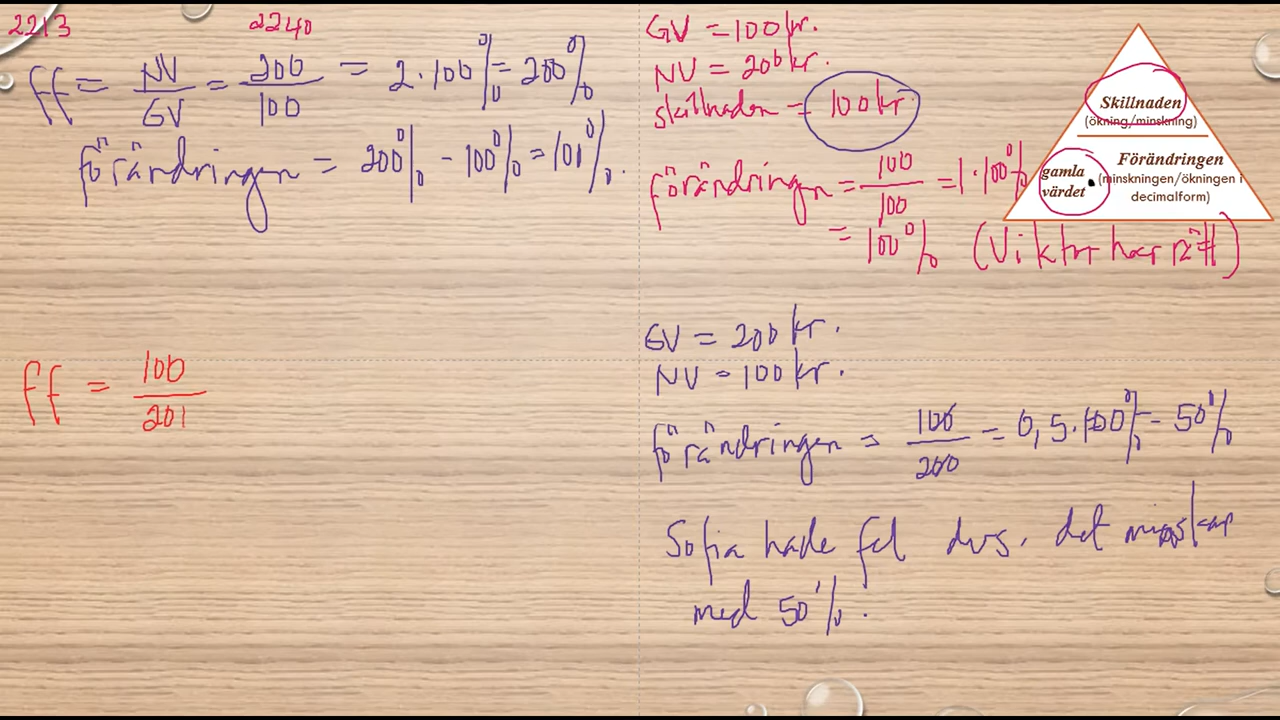 2213 2240
ff = NV/GV = 200/100 = 2·100% = 200%
förändringen = 200% - 100% = 100%.
GV = 100 kr.
NV = 200 kr.
skillnaden = 100 kr
förändringen = 100/100 = 1·100%
= 100% (Viktor har rätt)
Skillnaden
(ökning/minskning)
gamla
värdet
Förändringen
(minskningen/ökningen i
decimalform)
ff = 100/201
GV = 200 kr.
NV = 100 kr.
förändringen = 100/200 = 0,5·100% = 50%
Sofia hade fel dvs. det minskar
med 50%.